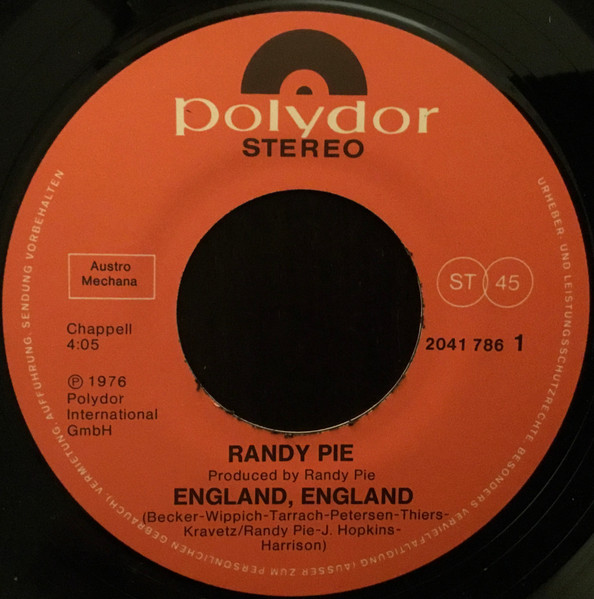 polydor
STEREO
URHEBER- UND LEISTUNGSSCHUTZRECHTE, BESONDERS VERVIELFÄLTIGUNG (AUSSER ZUM PERSÖNLICHEN GEBRAUCH), VERMIETUNG, AUFFÜHRUNG, SENDUNG VORBEHALTEN
Austro
Mechana
ST 45
Chappell
4:05
2041 786 1
℗ 1976
Polydor
International
GmbH
RANDY PIE
Produced by Randy Pie
ENGLAND, ENGLAND
(Becker-Wippich-Tarrach-Petersen-Thiers-
Kravetz/Randy Pie-J. Hopkins-
Harrison)